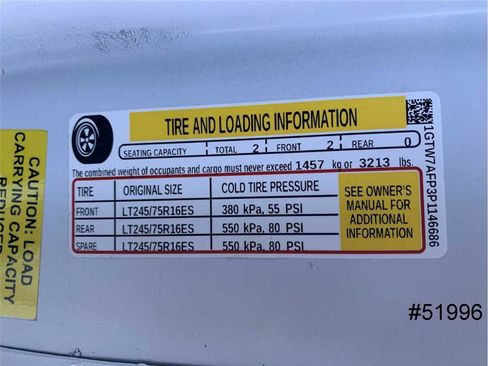 TIRE AND LOADING INFORMATION
SEATING CAPACITY TOTAL 2 FRONT 2 REAR 0
The combined weight of occupants and cargo must never exceed 1457 kg or 3213 lbs.
TIRE ORIGINAL SIZE COLD TIRE PRESSURE
FRONT LT245/75R16ES 380 kPa, 55 PSI
REAR LT245/75R16ES 550 kPa, 80 PSI
SPARE LT245/75R16ES 550 kPa, 80 PSI
SEE OWNER'S
MANUAL FOR
ADDITIONAL
INFORMATION
1GTW7AFP3P1146686
CAUTION: LOAD
CARRYING CAPACITY
REDUCED
#51996